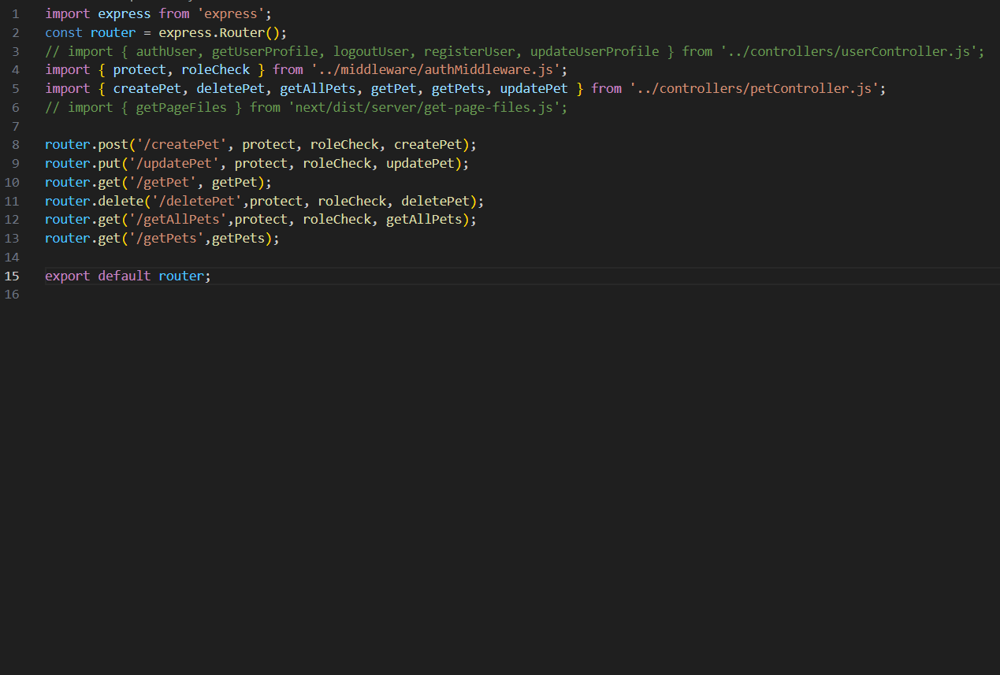 1 import express from 'express';
2 const router = express.Router();
3 // import { authUser, getUserProfile, logoutUser, registerUser, updateUserProfile } from '../controllers/userController.js';
4 import { protect, roleCheck } from '../middleware/authMiddleware.js';
5 import { createPet, deletePet, getAllPets, getPet, getPets, updatePet } from '../controllers/petController.js';
6 // import { getPageFiles } from 'next/dist/server/get-page-files.js';
7
8 router.post('/createPet', protect, roleCheck, createPet);
9 router.put('/updatePet', protect, roleCheck, updatePet);
10 router.get('/getPet', getPet);
11 router.delete('/deletePet',protect, roleCheck, deletePet);
12 router.get('/getAllPets',protect, roleCheck, getAllPets);
13 router.get('/getPets',getPets);
14
15 export default router;
16